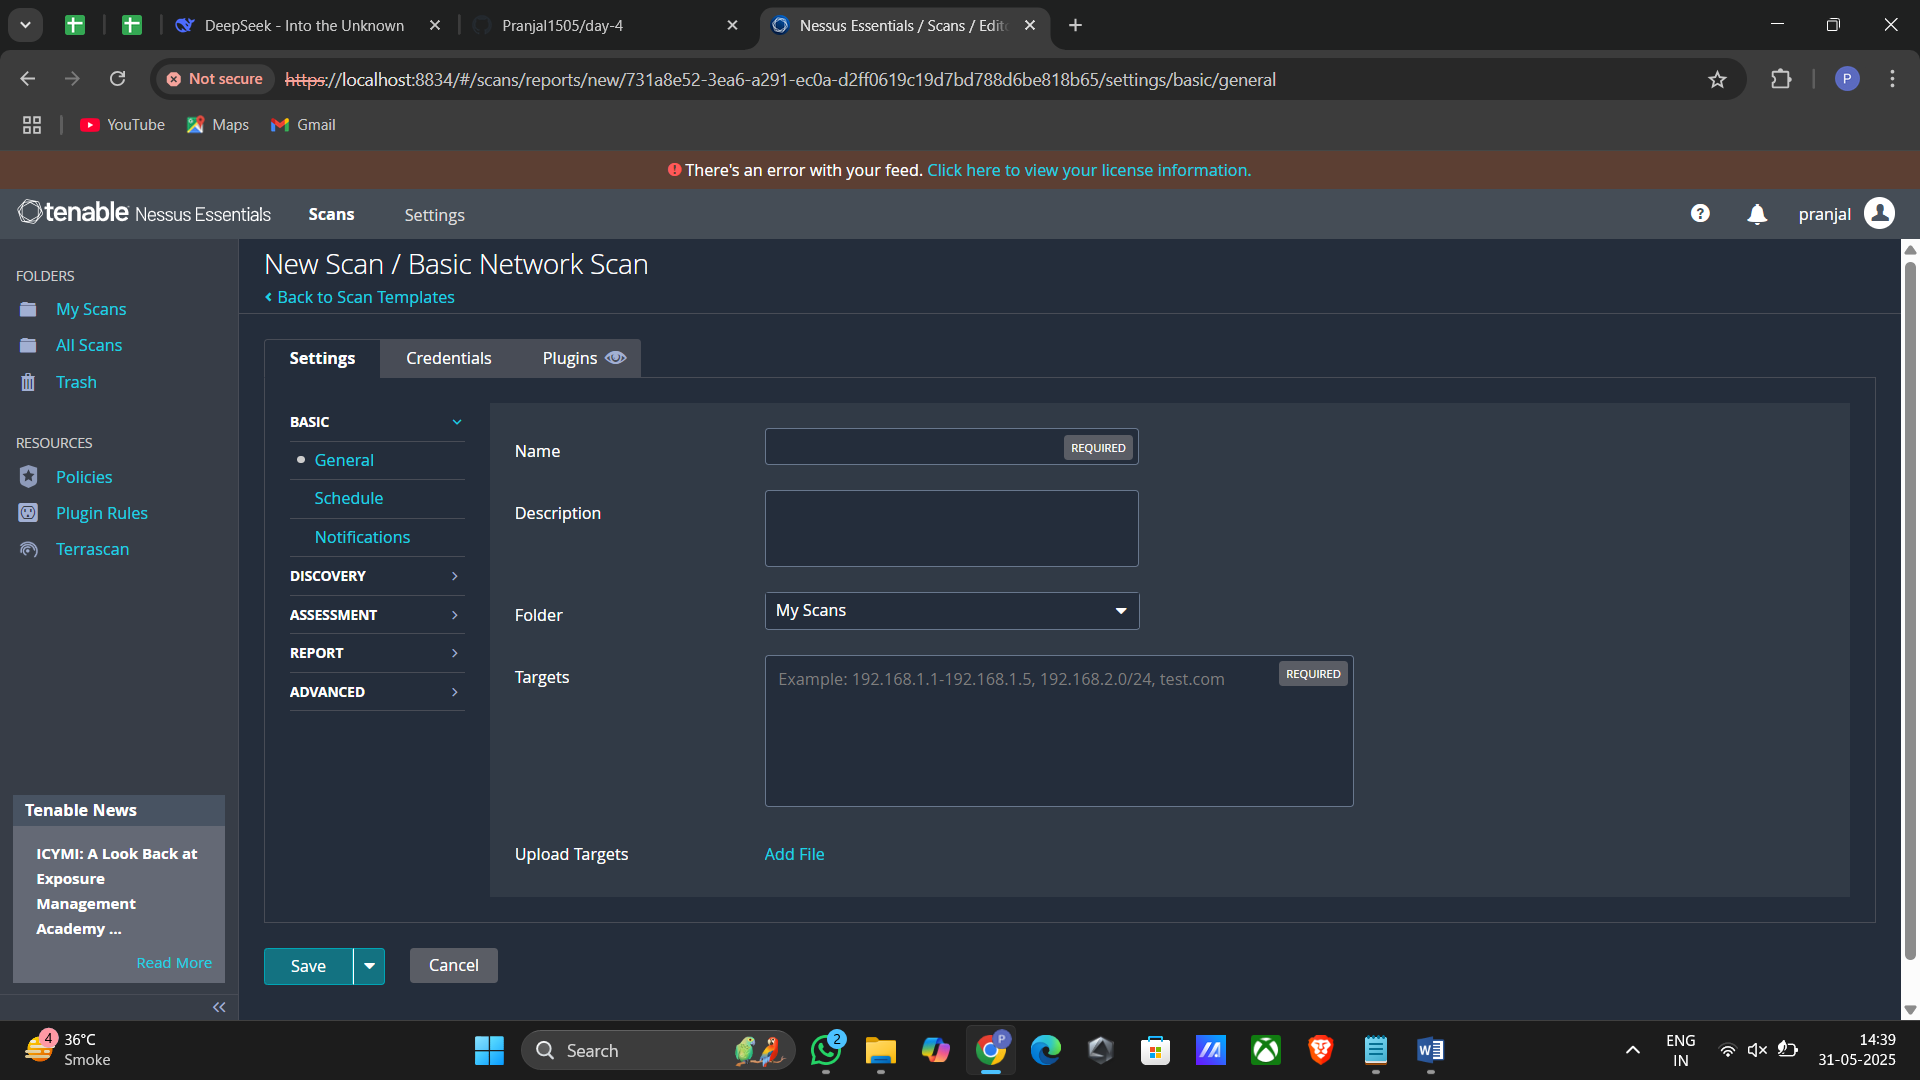 DeepSeek - Into the Unknown
Pranjal1505/day-4
Nessus Essentials / Scans / Edit
Not secure
https://localhost:8834/#/scans/reports/new/731a8e52-3ea6-a291-ec0a-d2ff0619c19d7bd788d6be818b65/settings/basic/general
P
YouTube
Maps
Gmail
There's an error with your feed. Click here to view your license information.
tenable Nessus Essentials
Scans
Settings
pranjal
FOLDERS
My Scans
All Scans
Trash
RESOURCES
Policies
Plugin Rules
Terrascan
Tenable News
ICYMI: A Look Back at
Exposure
Management
Academy ...
Read More
New Scan / Basic Network Scan
Back to Scan Templates
Settings
Credentials
Plugins
BASIC
General
Schedule
Notifications
DISCOVERY
ASSESSMENT
REPORT
ADVANCED
Name
REQUIRED
Description
Folder
My Scans
Targets
Example: 192.168.1.1-192.168.1.5, 192.168.2.0/24, test.com
REQUIRED
Upload Targets
Add File
Save
Cancel
4
36°C
Smoke
Search
2
P
ENG
IN
14:39
31-05-2025